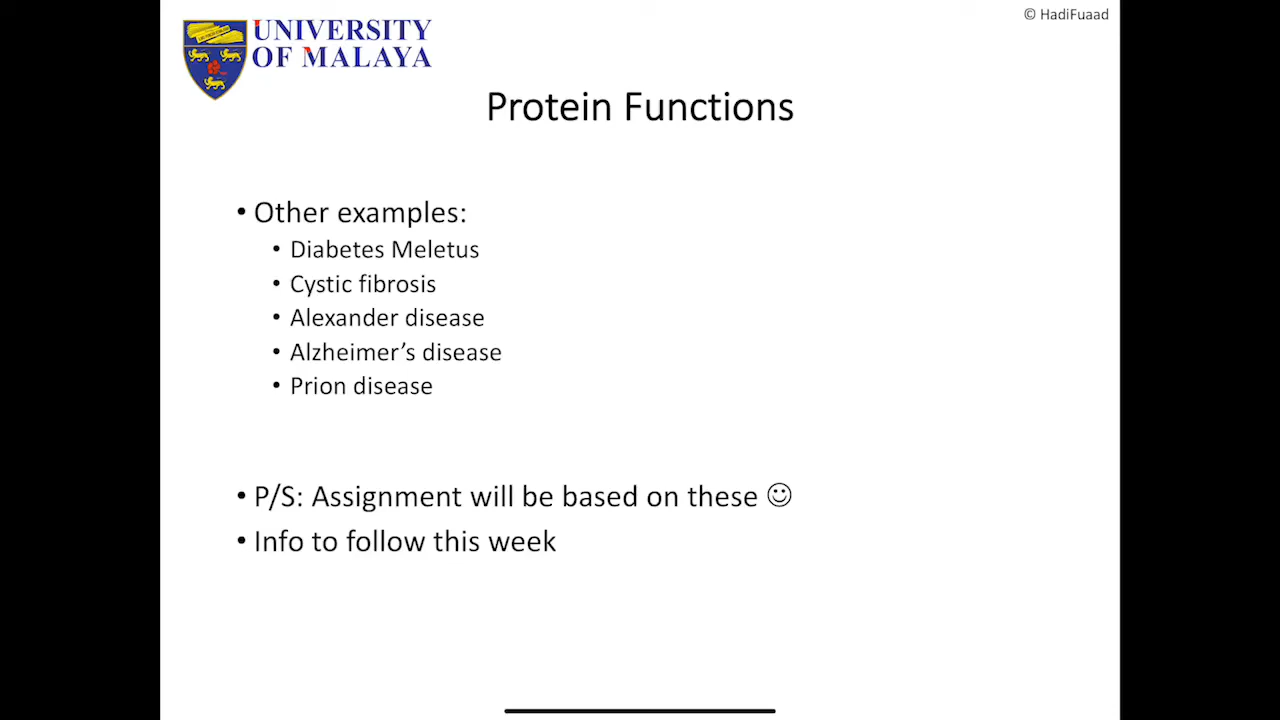 © HadiFuaad
UNIVERSITY
OF MALAYA
Protein Functions
• Other examples:
• Diabetes Meletus
• Cystic fibrosis
• Alexander disease
• Alzheimer’s disease
• Prion disease
• P/S: Assignment will be based on these ☺
• Info to follow this week